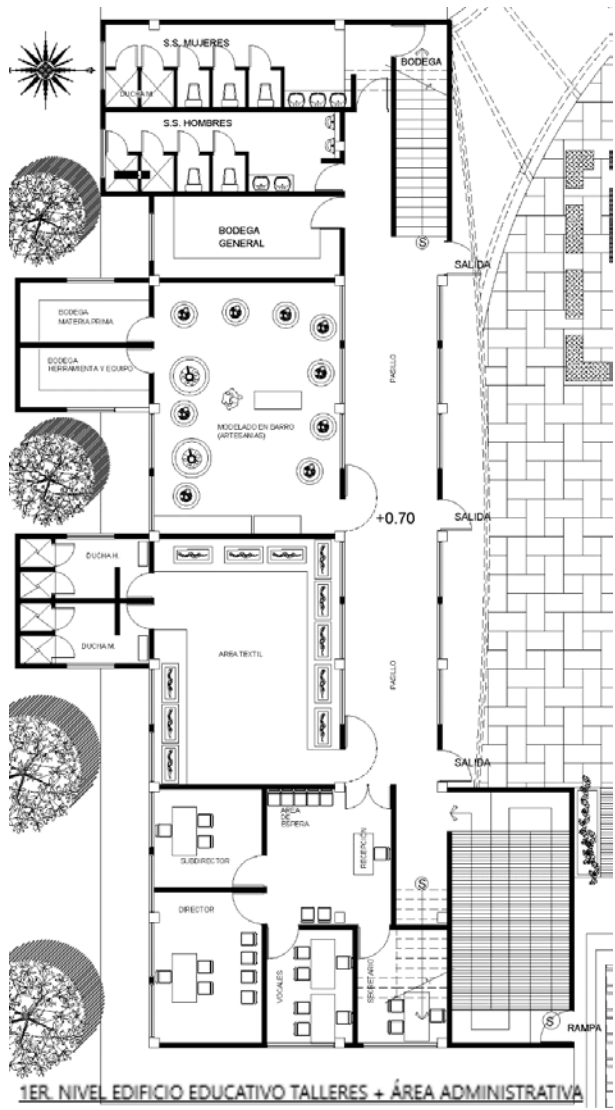 S.S. MUJERES
BODEGA
DUCHA M.
S.S. HOMBRES
BODEGA
GENERAL
S
SALIDA
BODEGA
MATERIA PRIMA
PASILLO
BODEGA
HERRAMIENTA Y EQUIPO
MODELADO EN BARRO
(ARTESANIAS)
+0.70
SALIDA
DUCHA H.
AREA TEXTIL
DUCHA M.
PASILLO
SALIDA
AREA
DE
ESPERA
RECEPCIÓN
SUBDIRECTOR
S
DIRECTOR
VOCALES
SECRETARIO
S
RAMPA
1ER. NIVEL EDIFICIO EDUCATIVO TALLERES + ÁREA ADMINISTRATIVA